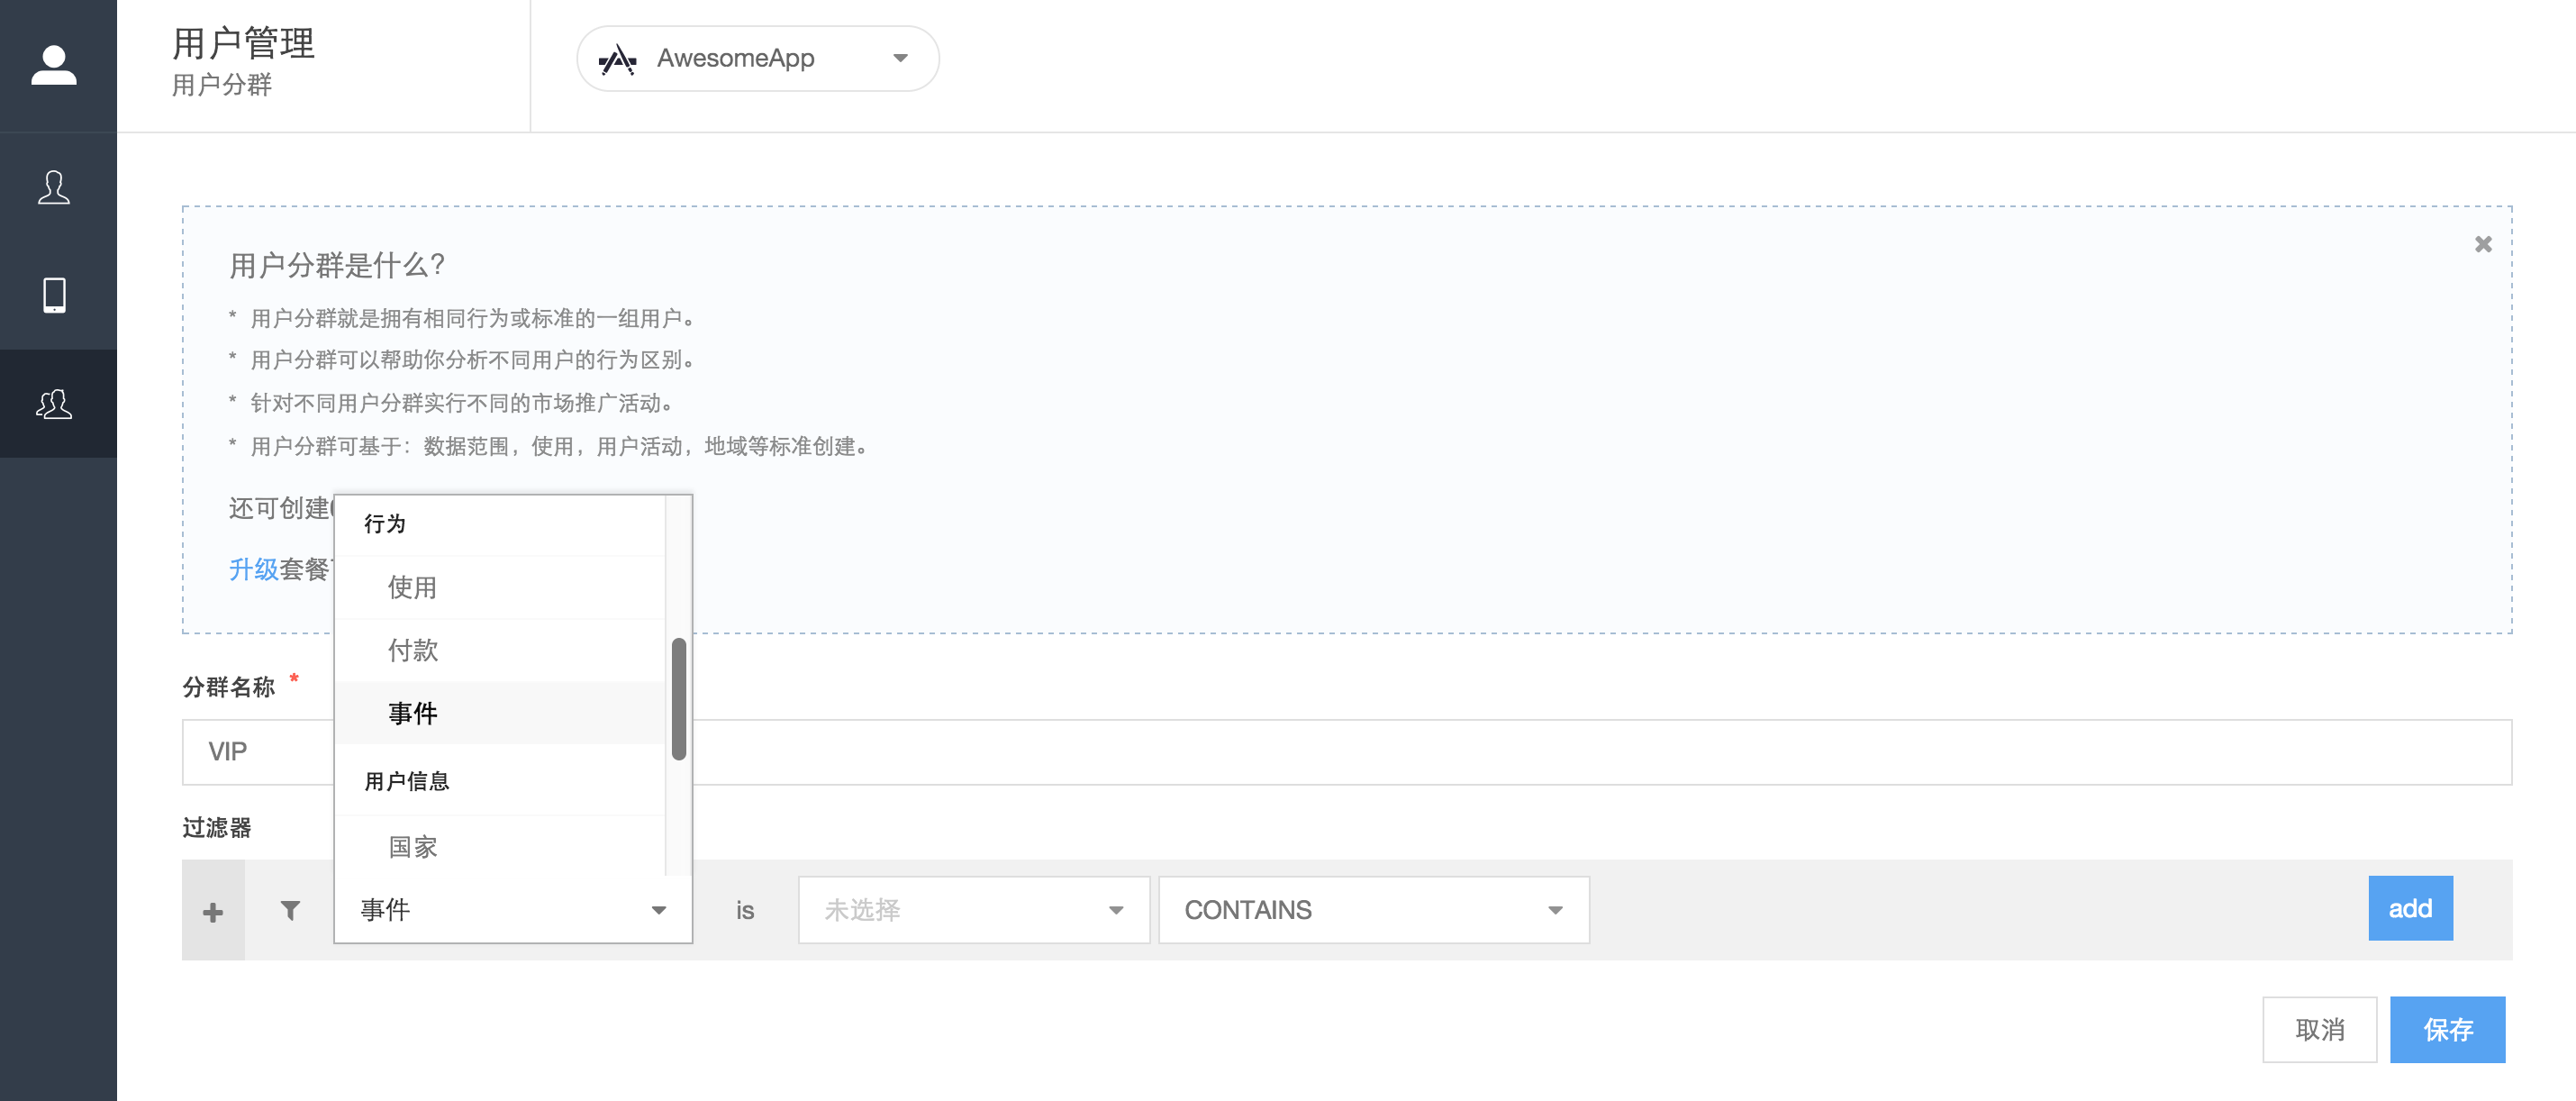 用户管理
用户分群
AwesomeApp
用户分群是什么?
* 用户分群就是拥有相同行为或标准的一组用户。
* 用户分群可以帮助你分析不同用户的行为区别。
* 针对不同用户分群实行不同的市场推广活动。
* 用户分群可基于：数据范围，使用，用户活动，地域等标准创建。
还可创建
升级套餐
行为
使用
付款
事件
用户信息
国家
分群名称 *
VIP
过滤器
事件 is 未选择 CONTAINS add
取消 保存